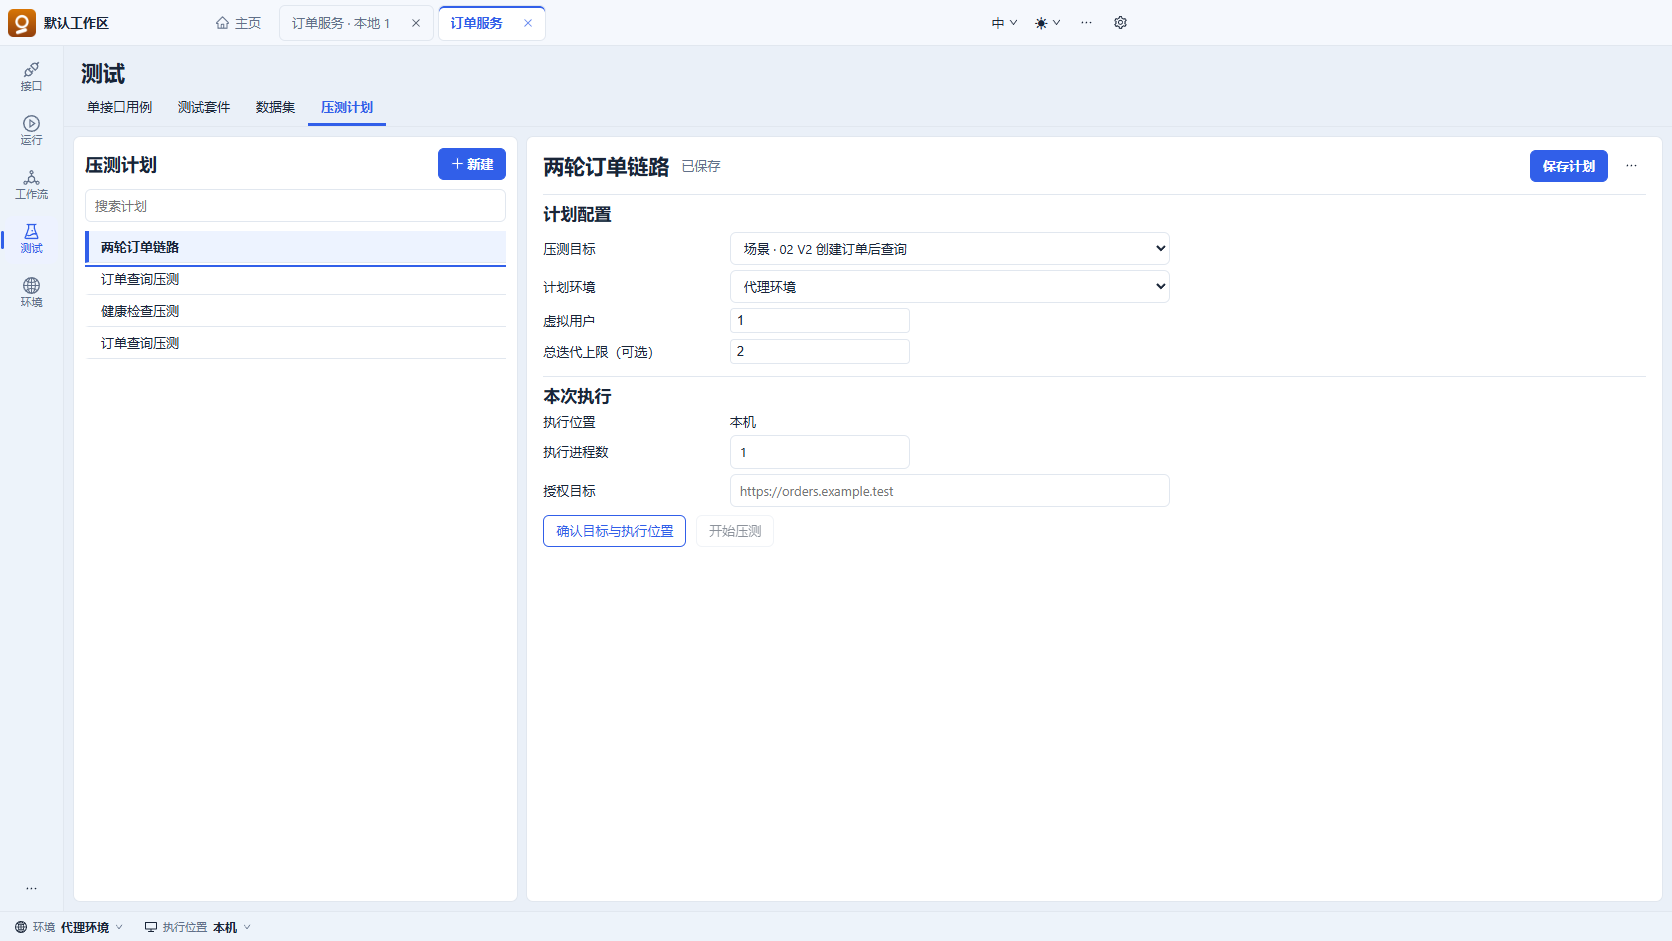 默认工作区
主页
订单服务 · 本地 1
订单服务
中
接口
运行
工作流
测试
环境
测试
单接口用例
测试套件
数据集
压测计划
压测计划
新建
搜索计划
两轮订单链路
订单查询压测
健康检查压测
订单查询压测
两轮订单链路 已保存
保存计划
计划配置
压测目标 场景 · 02 V2 创建订单后查询
计划环境 代理环境
虚拟用户 1
总迭代上限（可选） 2
本次执行
执行位置 本机
执行进程数 1
授权目标 https://orders.example.test
确认目标与执行位置 开始压测
环境 代理环境 执行位置 本机